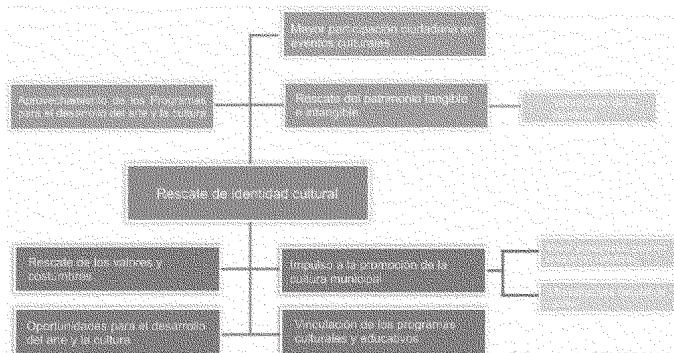 Mayor participación ciudadana en
eventos culturales
Aprovechamiento de los Programas
para el desarrollo del arte y la cultura
Rescate del patrimonio tangible
e intangible
Rescate de identidad cultural
Rescate de los valores y
costumbres
Impulso a la promoción de la
cultura municipal
Oportunidades para el desarrollo
del arte y la cultura
Vinculación de los programas
culturales y educativos